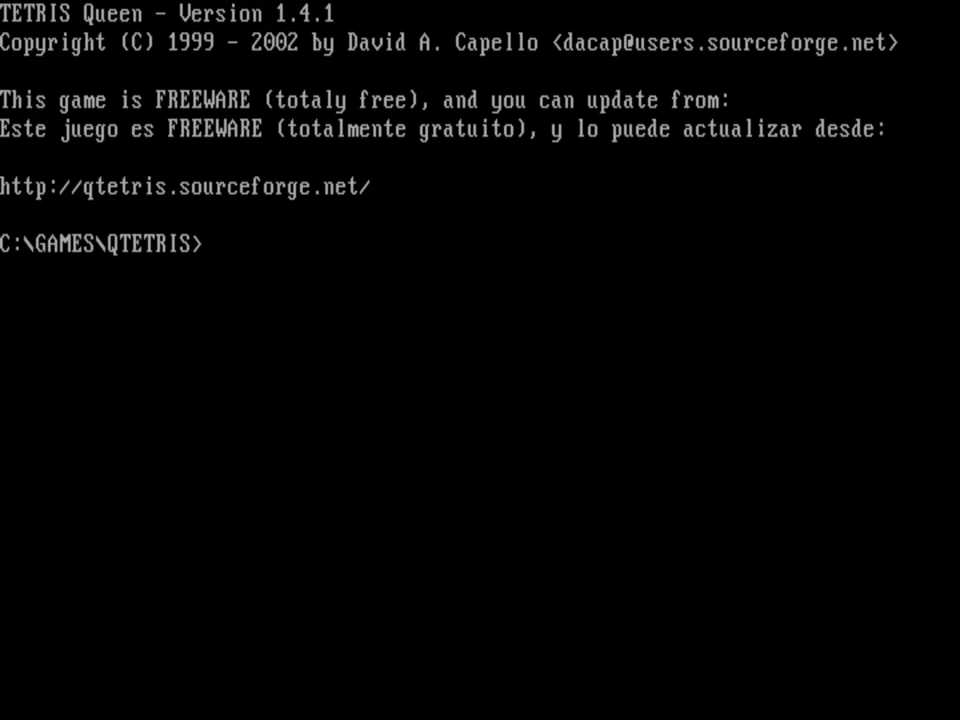 TETRIS Queen - Version 1.4.1
Copyright (C) 1999 - 2002 by David A. Capello <dacap@users.sourceforge.net>
This game is FREEWARE (totaly free), and you can update from:
Este juego es FREEWARE (totalmente gratuito), y lo puede actualizar desde:
http://qtetris.sourceforge.net/
C:\GAMES\QTETRIS>